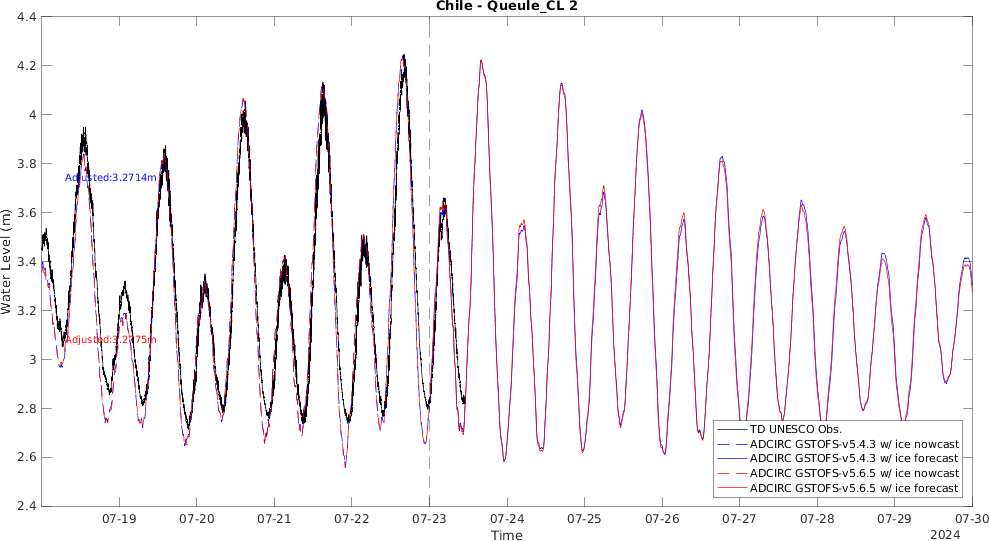 Chile - Queule_CL 2
4.4
4.2
4
3.8
3.6
3.4
3.2
3
2.8
2.6
2.4
Water Level (m)
Adjusted:3.2714m
Adjusted:3.2775m
TD UNESCO Obs.
ADCIRC GSTOFS-v5.4.3 w/ ice nowcast
ADCIRC GSTOFS-v5.4.3 w/ ice forecast
ADCIRC GSTOFS-v5.6.5 w/ ice nowcast
ADCIRC GSTOFS-v5.6.5 w/ ice forecast
07-19 07-20 07-21 07-22 07-23 07-24 07-25 07-26 07-27 07-28 07-29 07-30
Time
2024